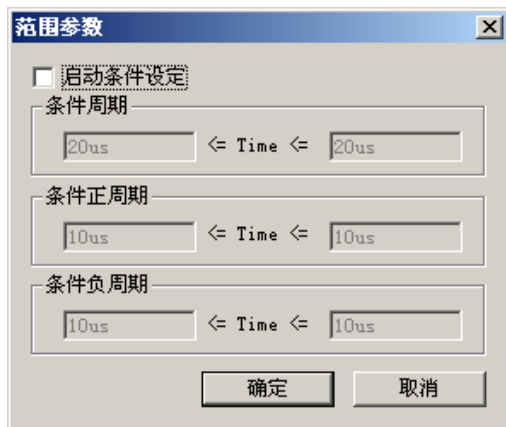 范围参数
启动条件设定
条件周期
20us <= Time <= 20us
条件正周期
10us <= Time <= 10us
条件负周期
10us <= Time <= 10us
确定 取消